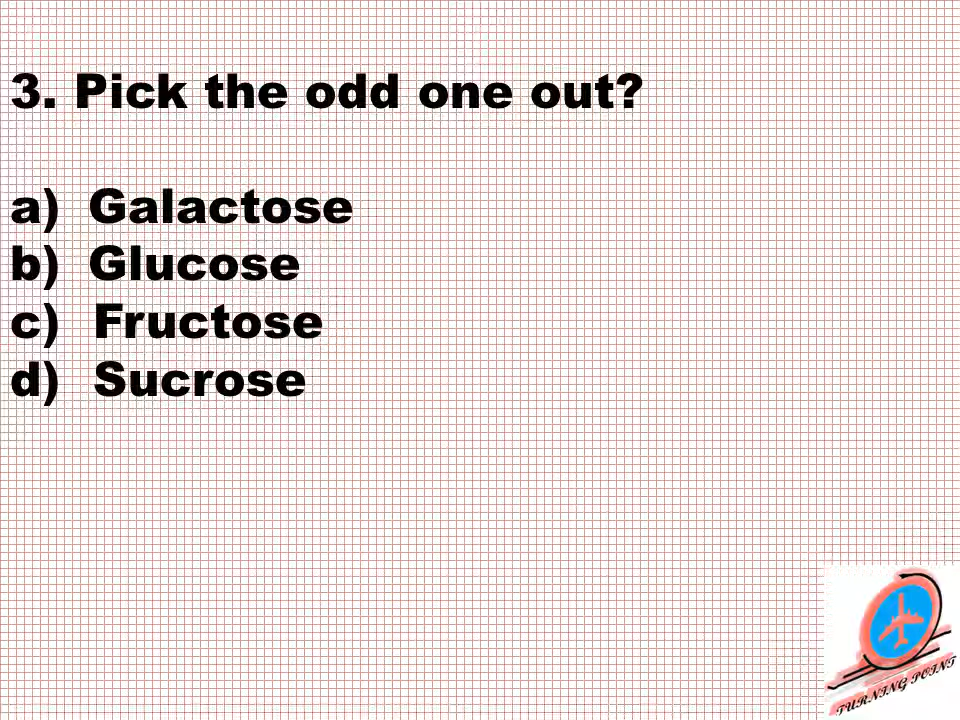 3. Pick the odd one out?
a) Galactose
b) Glucose
c) Fructose
d) Sucrose
TURNING POINT